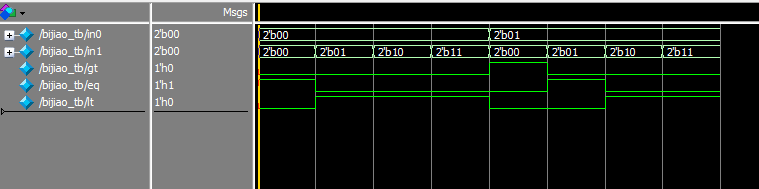 Msgs
/bijiao_tb/in0 2'b00 2'b00 2'b01
/bijiao_tb/in1 2'b00 2'b00 2'b01 2'b10 2'b11 2'b00 2'b01 2'b10 2'b11
/bijiao_tb/gt 1'h0
/bijiao_tb/eq 1'h1
/bijiao_tb/lt 1'h0